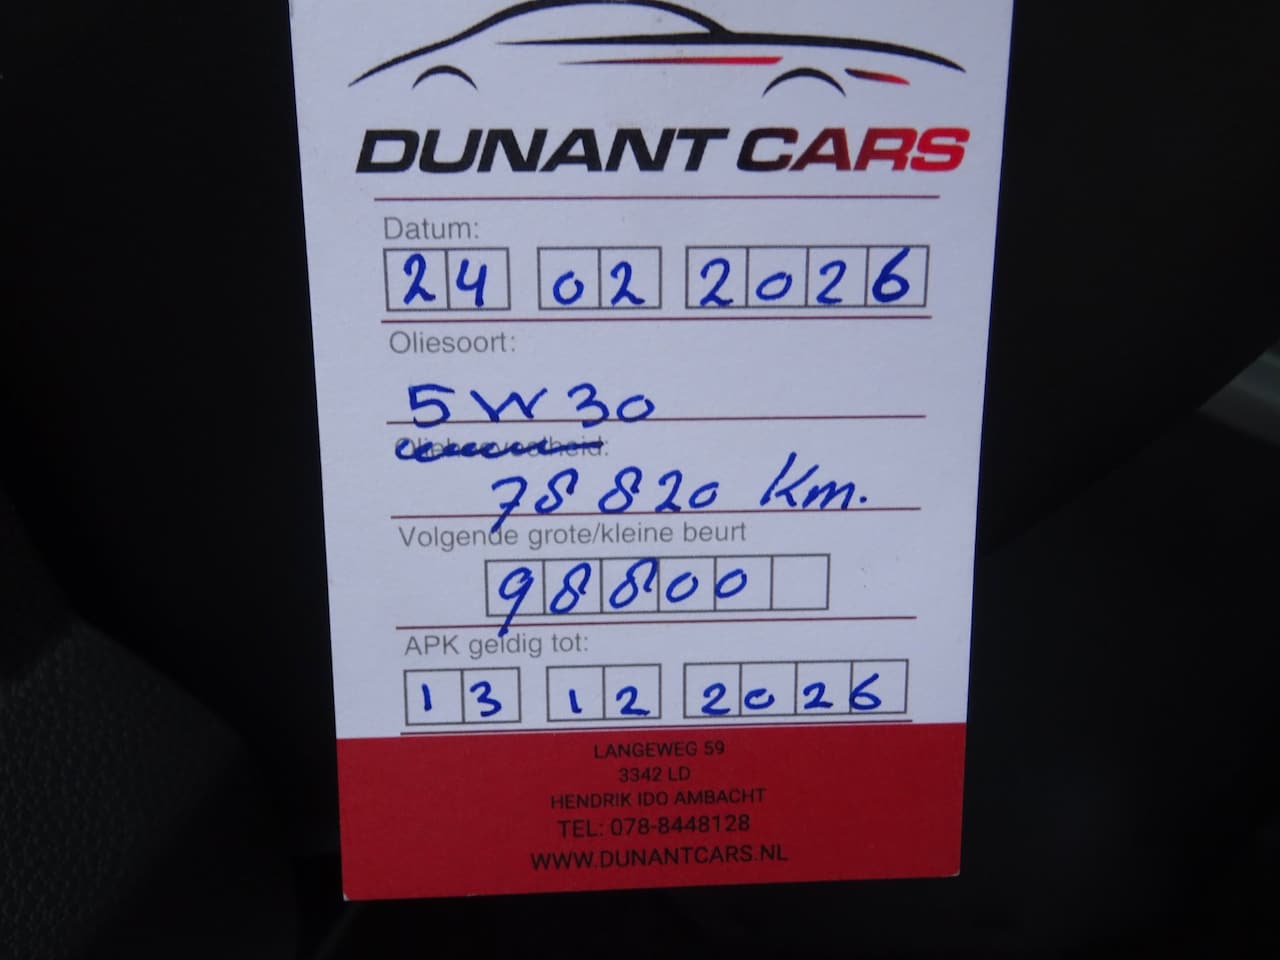 DUNANT CARS
Datum:
24 02 2026
Oliesoort:
5W30
78820 Km.
Volgende grote/kleine beurt
98800
APK geldig tot:
13 12 2026
LANGEWEG 59
3342 LD
HENDRIK IDO AMBACHT
TEL: 078-8448128
WWW.DUNANTCARS.NL